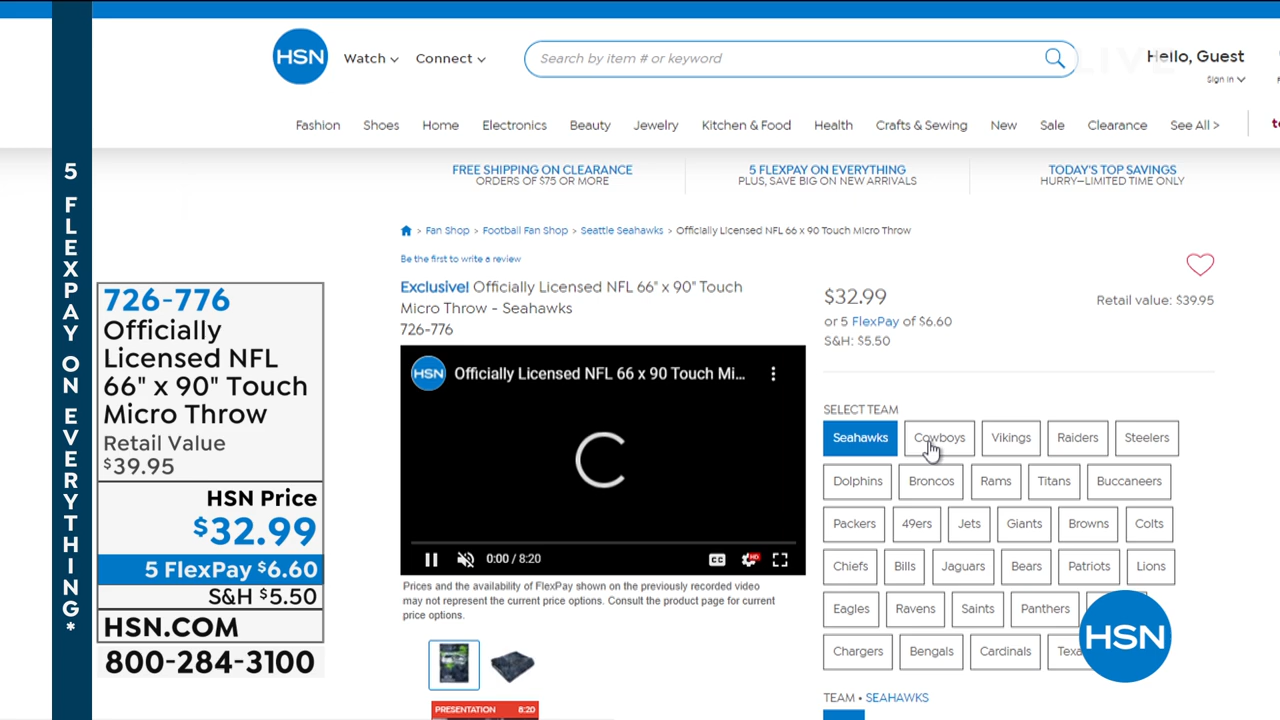 5 FLEXPAY ON EVERYTHING*
HSN
Watch
Connect
Search by item # or keyword
LIVE
Hello, Guest
Sign In
Fashion
Shoes
Home
Electronics
Beauty
Jewelry
Kitchen & Food
Health
Crafts & Sewing
New
Sale
Clearance
See All >
FREE SHIPPING ON CLEARANCE
ORDERS OF $75 OR MORE
5 FLEXPAY ON EVERYTHING
PLUS, SAVE BIG ON NEW ARRIVALS
TODAY'S TOP SAVINGS
HURRY—LIMITED TIME ONLY
> Fan Shop > Football Fan Shop > Seattle Seahawks > Officially Licensed NFL 66 x 90 Touch Micro Throw
Be the first to write a review
Exclusive! Officially Licensed NFL 66" x 90" Touch
Micro Throw - Seahawks
726-776
$32.99
Retail value: $39.95
or 5 FlexPay of $6.60
S&H: $5.50
726-776
Officially
Licensed NFL
66" x 90" Touch
Micro Throw
Retail Value
$39.95
HSN Price
$32.99
5 FlexPay $6.60
S&H $5.50
HSN.COM
800-284-3100
HSN
Officially Licensed NFL 66 x 90 Touch Mi...
0:00 / 8:20
CC
HD
Prices and the availability of FlexPay shown on the previously recorded video
may not represent the current price options. Consult the product page for current
price options.
PRESENTATION 8:20
SELECT TEAM
Seahawks
Cowboys
Vikings
Raiders
Steelers
Dolphins
Broncos
Rams
Titans
Buccaneers
Packers
49ers
Jets
Giants
Browns
Colts
Chiefs
Bills
Jaguars
Bears
Patriots
Lions
Eagles
Ravens
Saints
Panthers
Chargers
Bengals
Cardinals
Texa
HSN
TEAM • SEAHAWKS